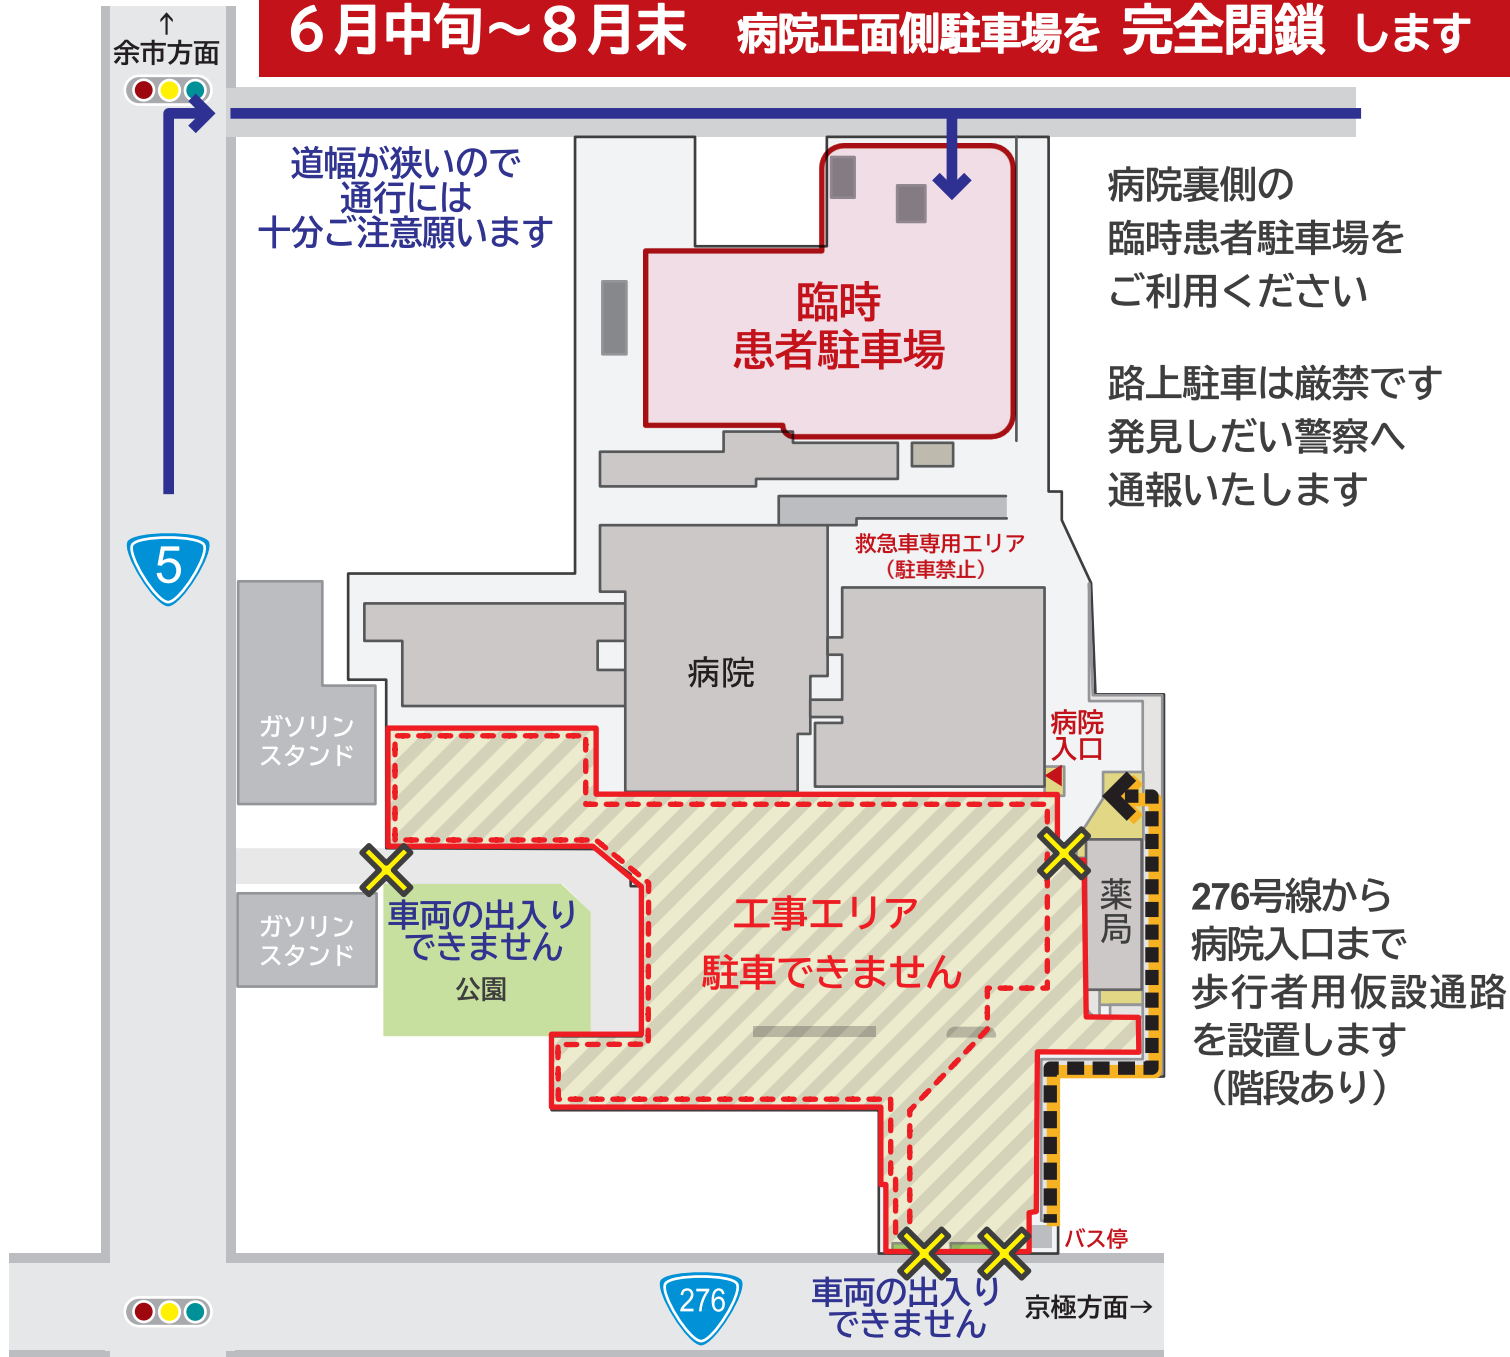 6月中旬～8月末　病院正面側駐車場を 完全閉鎖 します
↑
余市方面
道幅が狭いので
通行には
十分ご注意願います
病院裏側の
臨時患者駐車場を
ご利用ください
臨時
患者駐車場
路上駐車は厳禁です
発見しだい警察へ
通報いたします
救急車専用エリア
（駐車禁止）
5
病院
ガソリン
スタンド
病院
入口
薬局
276号線から
病院入口まで
歩行者用仮設通路
を設置します
（階段あり）
ガソリン
スタンド
車両の出入り
できません
公園
工事エリア
駐車できません
バス停
276
車両の出入り
できません
京極方面→